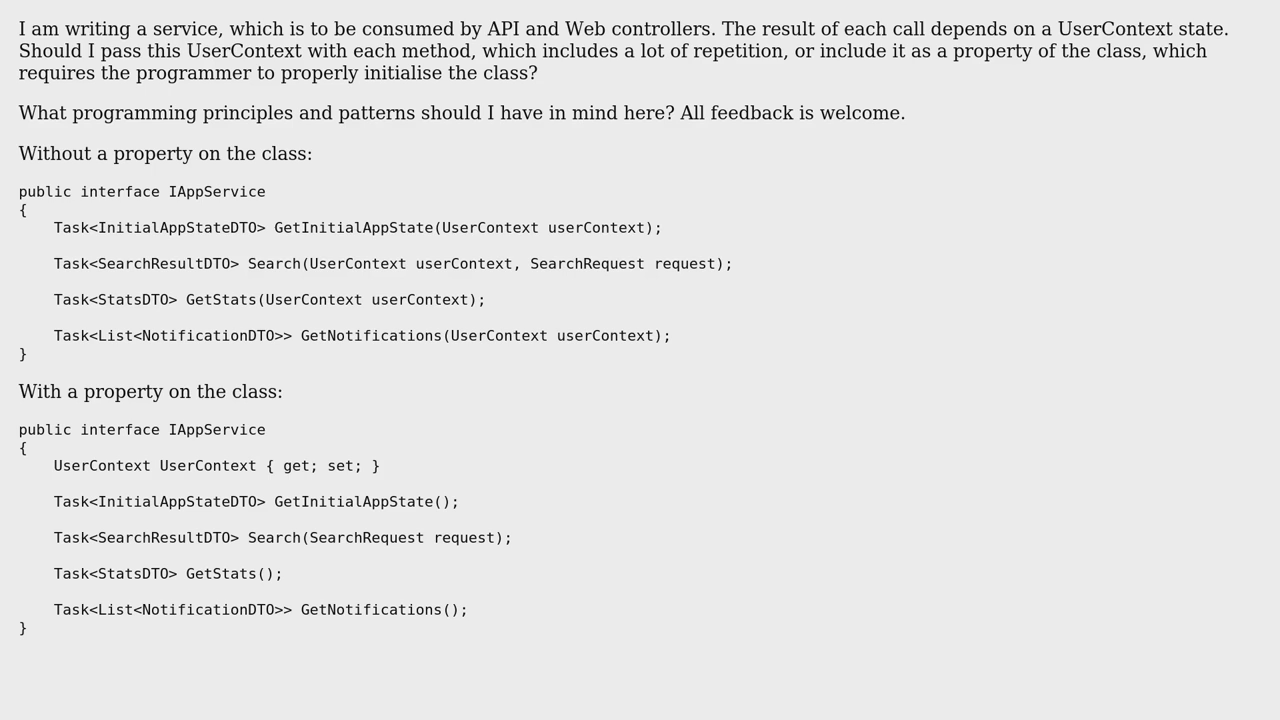 I am writing a service, which is to be consumed by API and Web controllers. The result of each call depends on a UserContext state.
Should I pass this UserContext with each method, which includes a lot of repetition, or include it as a property of the class, which
requires the programmer to properly initialise the class?
What programming principles and patterns should I have in mind here? All feedback is welcome.
Without a property on the class:
public interface IAppService
{
    Task<InitialAppStateDTO> GetInitialAppState(UserContext userContext);
    Task<SearchResultDTO> Search(UserContext userContext, SearchRequest request);
    Task<StatsDTO> GetStats(UserContext userContext);
    Task<List<NotificationDTO>> GetNotifications(UserContext userContext);
}
With a property on the class:
public interface IAppService
{
    UserContext UserContext { get; set; }
    Task<InitialAppStateDTO> GetInitialAppState();
    Task<SearchResultDTO> Search(SearchRequest request);
    Task<StatsDTO> GetStats();
    Task<List<NotificationDTO>> GetNotifications();
}